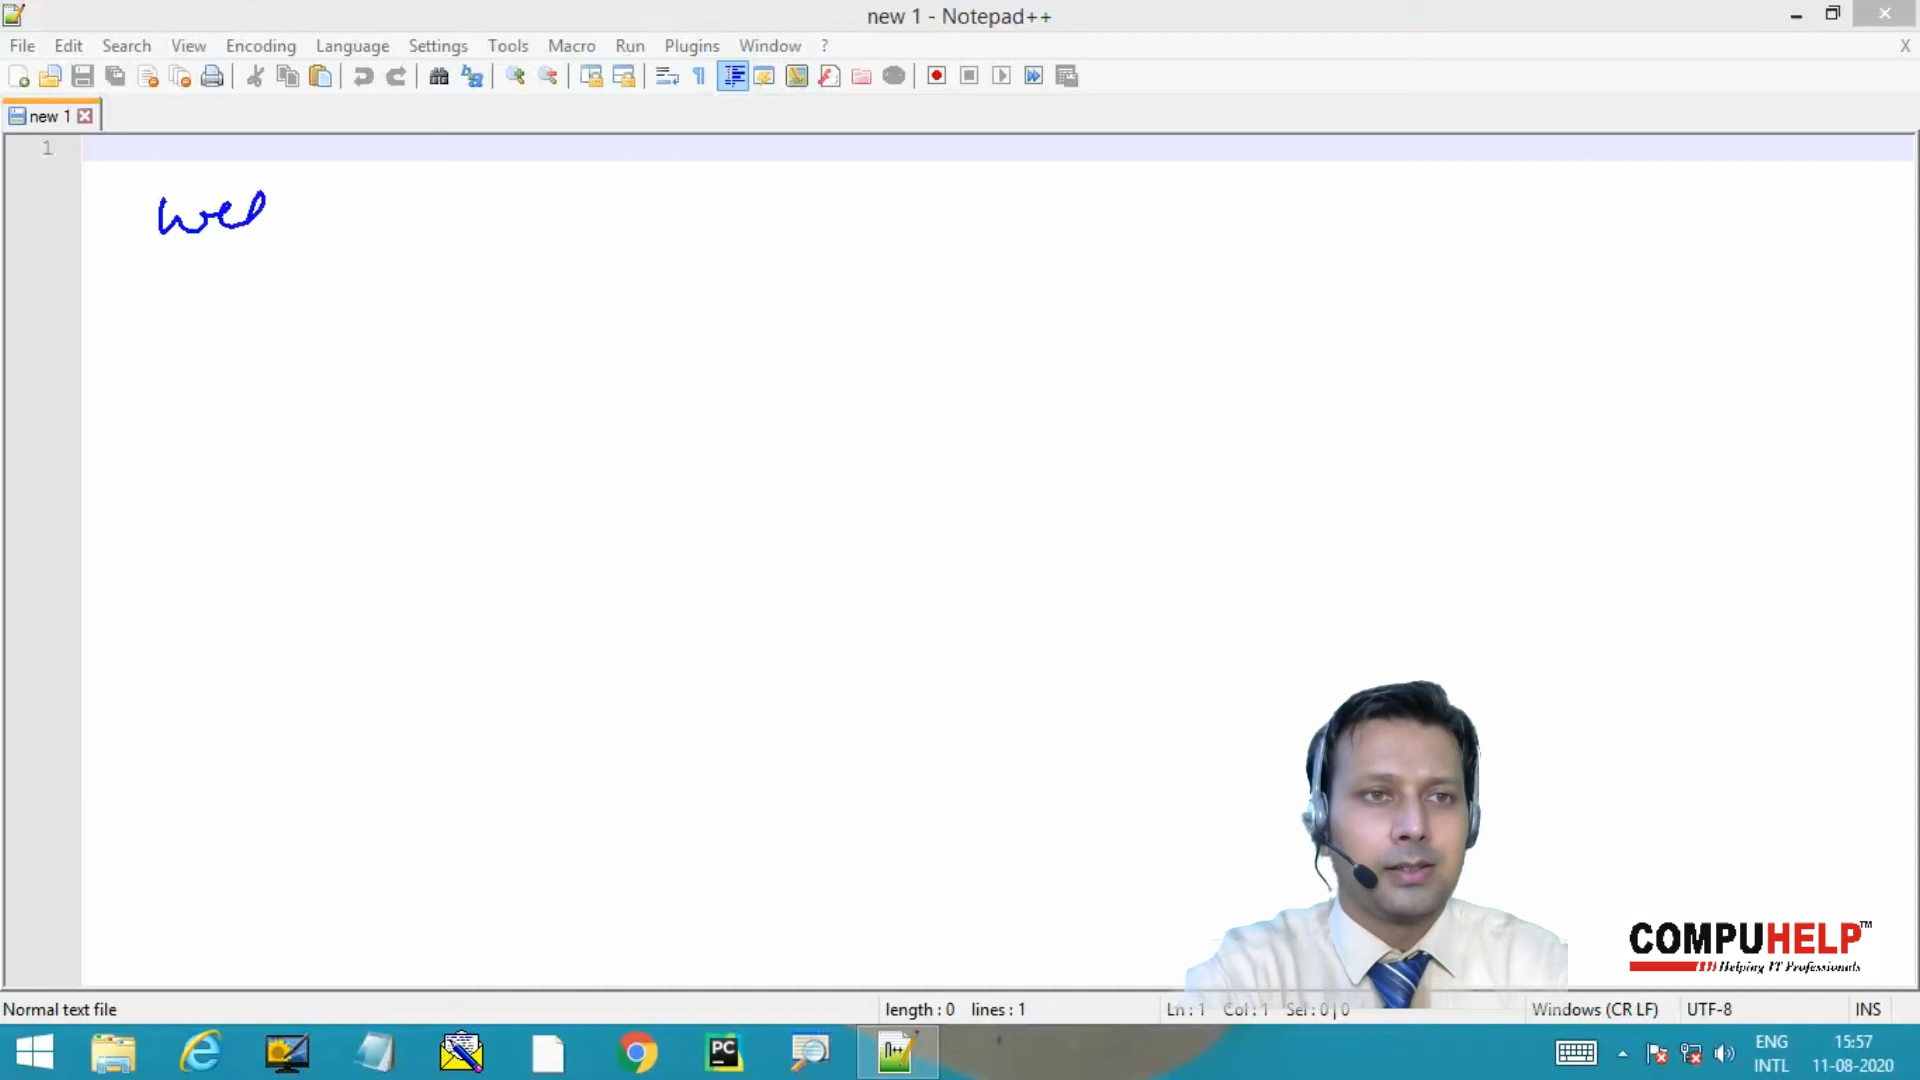 new 1 - Notepad++
File Edit Search View Encoding Language Settings Tools Macro Run Plugins Window ? X
new 1
1
COMPUHELP™
Helping IT Professionals
Normal text file length : 0 lines : 1 Ln : 1 Col : 1 Sel : 0 | 0 Windows (CR LF) UTF-8 INS
PC n++ ENG 15:57
INTL 11-08-2020